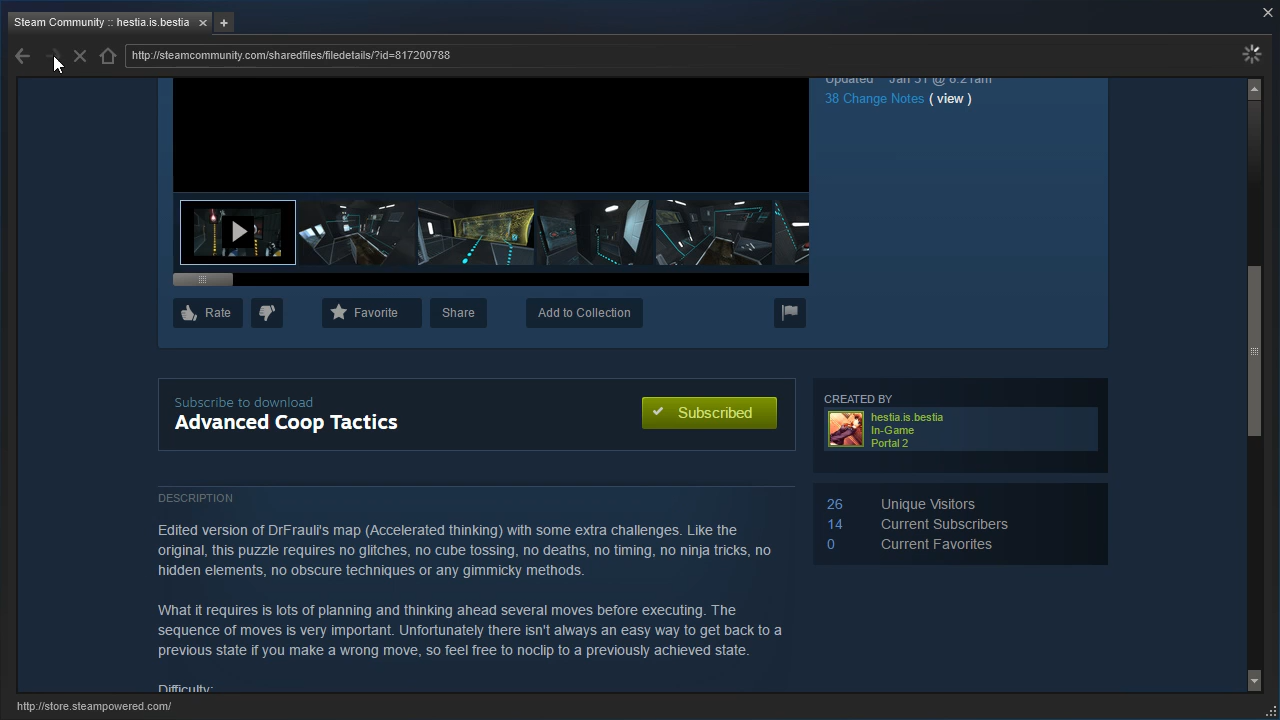 Steam Community :: hestia.is.bestia
http://steamcommunity.com/sharedfiles/filedetails/?id=817200788
Updated Jan 31 @ 6:21am
38 Change Notes ( view )
Rate
Favorite
Share
Add to Collection
Subscribe to download
Advanced Coop Tactics
Subscribed
CREATED BY
hestia.is.bestia
In-Game
Portal 2
26 Unique Visitors
14 Current Subscribers
0 Current Favorites
DESCRIPTION
Edited version of DrFrauli's map (Accelerated thinking) with some extra challenges. Like the
original, this puzzle requires no glitches, no cube tossing, no deaths, no timing, no ninja tricks, no
hidden elements, no obscure techniques or any gimmicky methods.
What it requires is lots of planning and thinking ahead several moves before executing. The
sequence of moves is very important. Unfortunately there isn't always an easy way to get back to a
previous state if you make a wrong move, so feel free to noclip to a previously achieved state.
Difficulty:
http://store.steampowered.com/